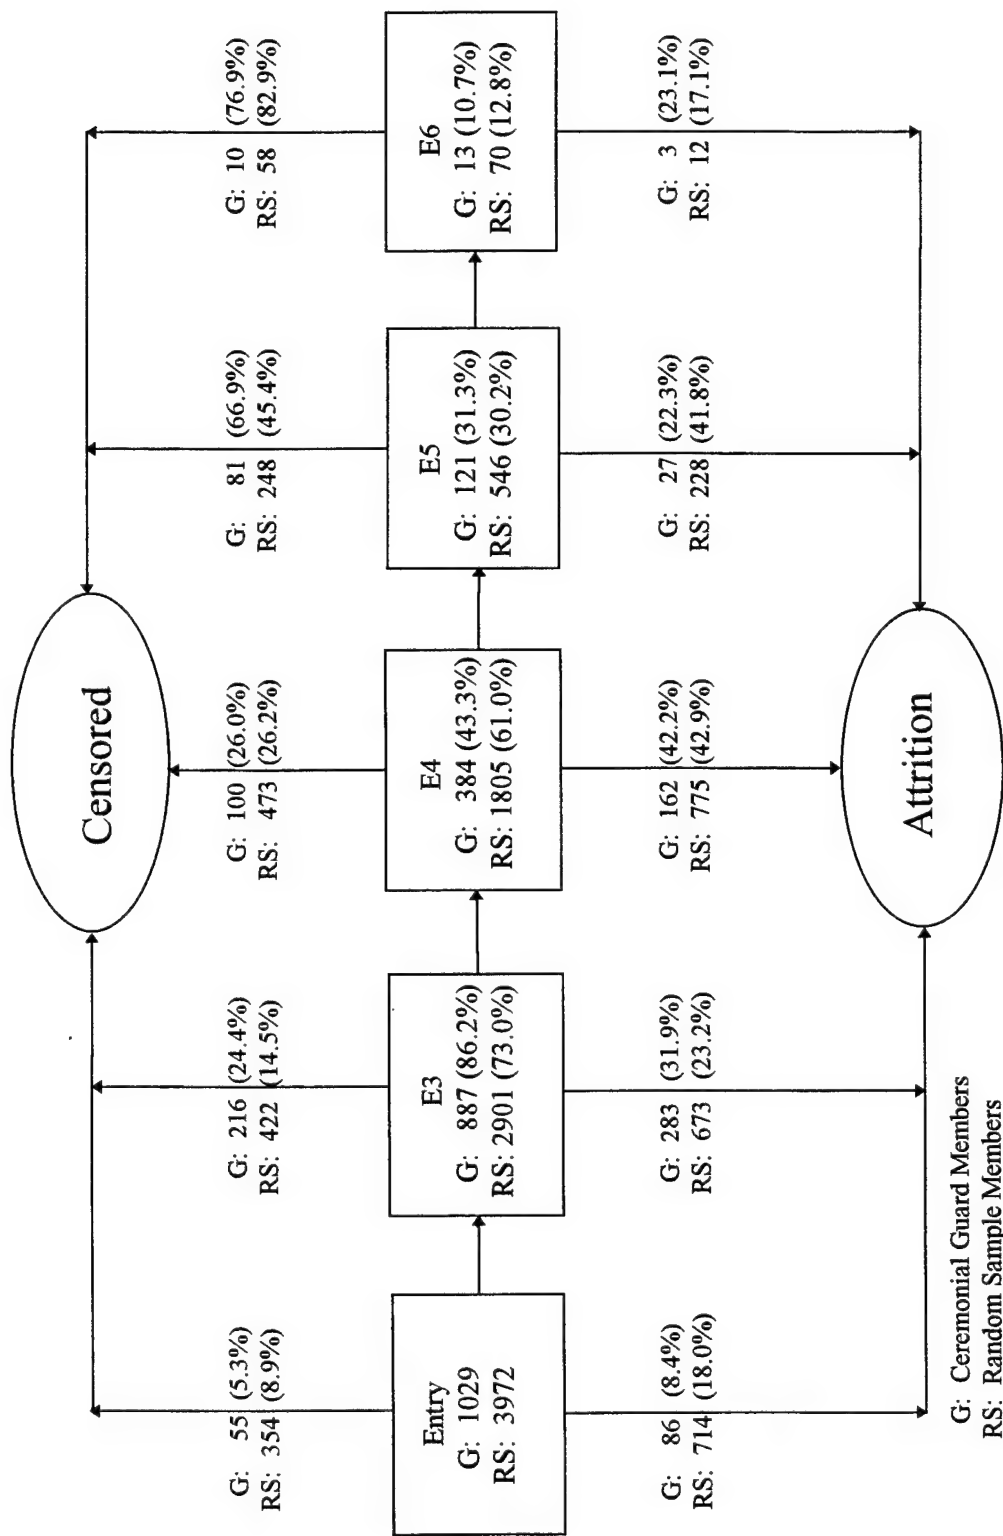 Censored
G: 55 (5.3%)
RS: 354 (8.9%)
G: 216 (24.4%)
RS: 422 (14.5%)
G: 100 (26.0%)
RS: 473 (26.2%)
G: 81 (66.9%)
RS: 248 (45.4%)
G: 10 (76.9%)
RS: 58 (82.9%)
Entry
G: 1029
RS: 3972
E3
G: 887 (86.2%)
RS: 2901 (73.0%)
E4
G: 384 (43.3%)
RS: 1805 (61.0%)
E5
G: 121 (31.3%)
RS: 546 (30.2%)
E6
G: 13 (10.7%)
RS: 70 (12.8%)
G: 86 (8.4%)
RS: 714 (18.0%)
G: 283 (31.9%)
RS: 673 (23.2%)
G: 162 (42.2%)
RS: 775 (42.9%)
G: 27 (22.3%)
RS: 228 (41.8%)
G: 3 (23.1%)
RS: 12 (17.1%)
Attrition
G: Ceremonial Guard Members
RS: Random Sample Members